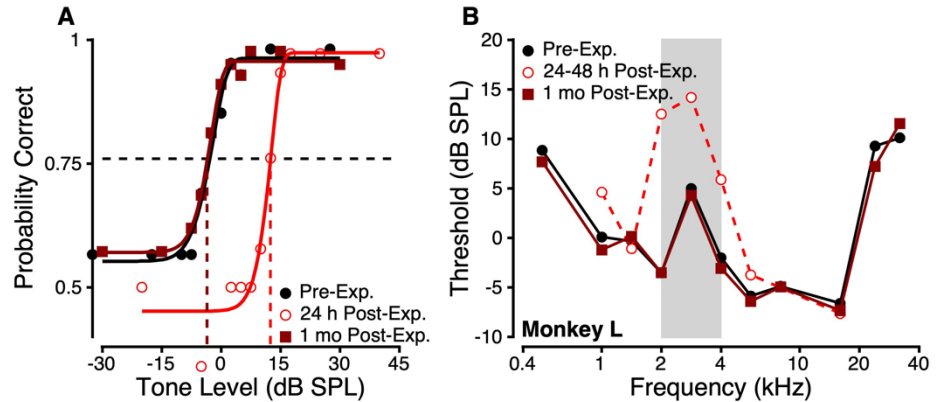 A
Probability Correct
1
0.75
0.5
Pre-Exp.
24 h Post-Exp.
1 mo Post-Exp.
-30 -15 0 15 30 45
Tone Level (dB SPL)
B
Threshold (dB SPL)
20
15
10
5
0
-5
-10
Pre-Exp.
24-48 h Post-Exp.
1 mo Post-Exp.
Monkey L
0.4 1 2 4 10 20 40
Frequency (kHz)